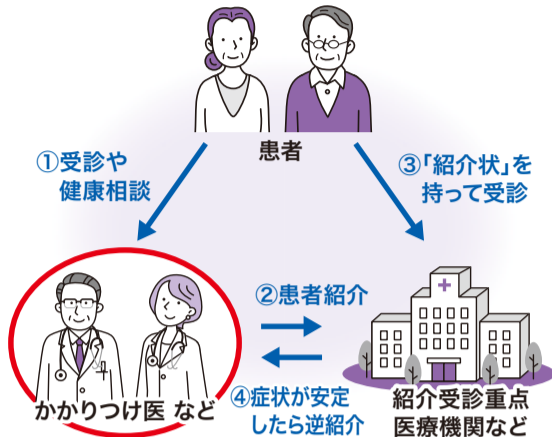 患者
①受診や
健康相談
③「紹介状」を
持って受診
②患者紹介
かかりつけ医 など
④症状が安定
したら逆紹介
紹介受診重点
医療機関など